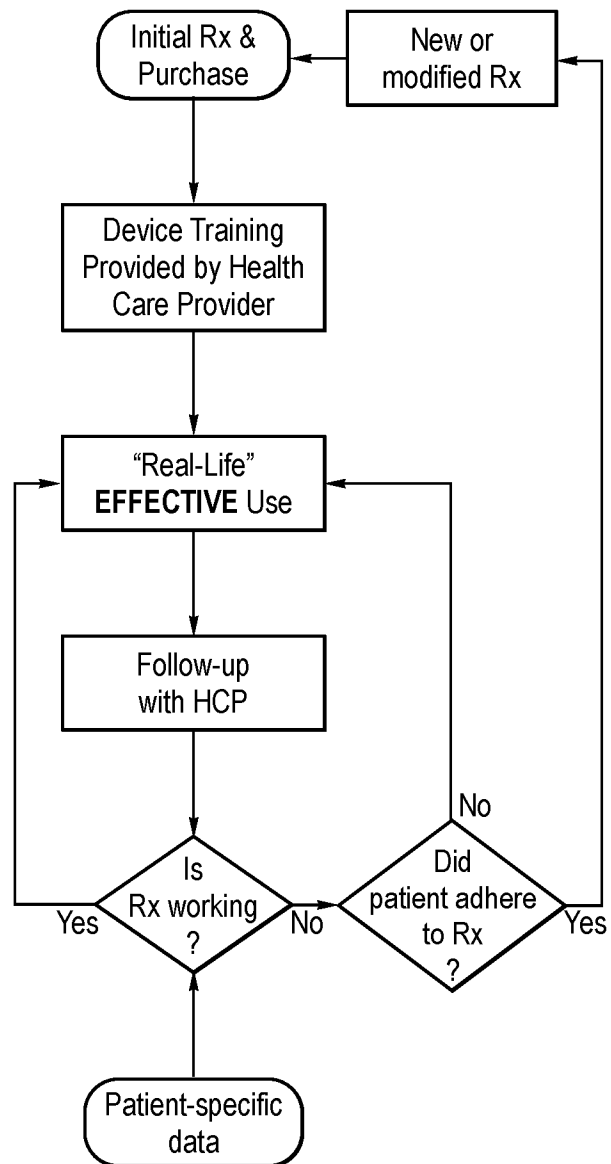 Initial Rx &
Purchase
New or
modified Rx
Device Training
Provided by Health
Care Provider
“Real-Life”
EFFECTIVE Use
Follow-up
with HCP
Is
Rx working
?
Yes
No
Did
patient adhere
to Rx
?
No
Yes
Patient-specific
data